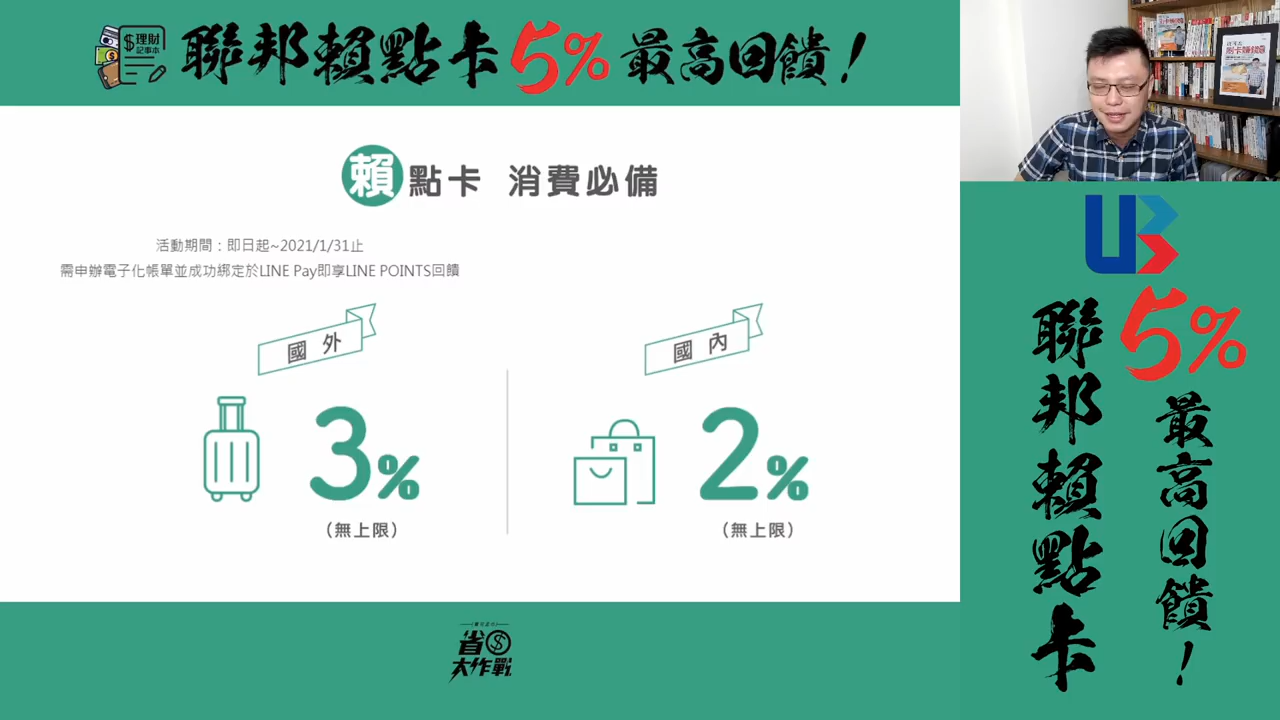 $理財
記事本
聯邦賴點卡5%最高回饋！
賴點卡 消費必備
活動期間：即日起~2021/1/31止
需申辦電子化帳單並成功綁定於LINE Pay即享LINE POINTS回饋
國外
3%
（無上限）
國內
2%
（無上限）
省$
大作戰
聯邦賴點卡
5%
最高回饋！